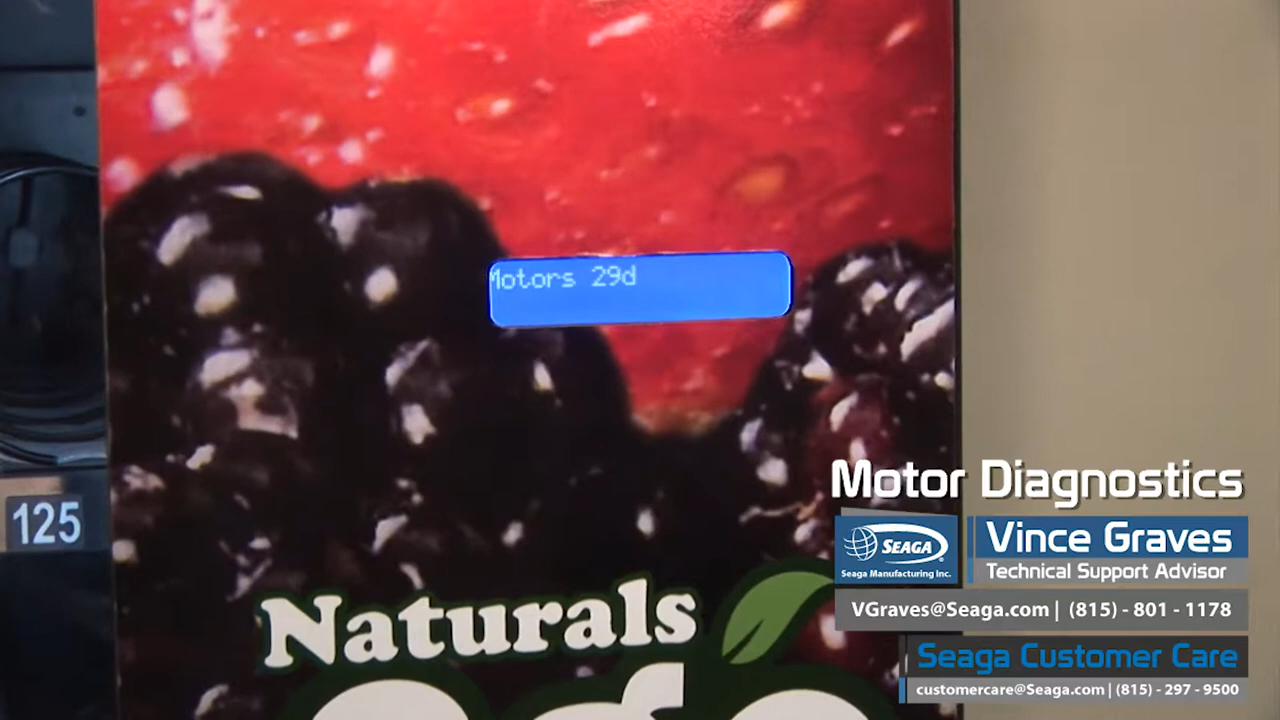 Motors 29d
125
Naturals
Motor Diagnostics
SEAGA
Seaga Manufacturing Inc.
Vince Graves
Technical Support Advisor
VGraves@Seaga.com | (815) - 801 - 1178
Seaga Customer Care
customercare@Seaga.com | (815) - 297 - 9500